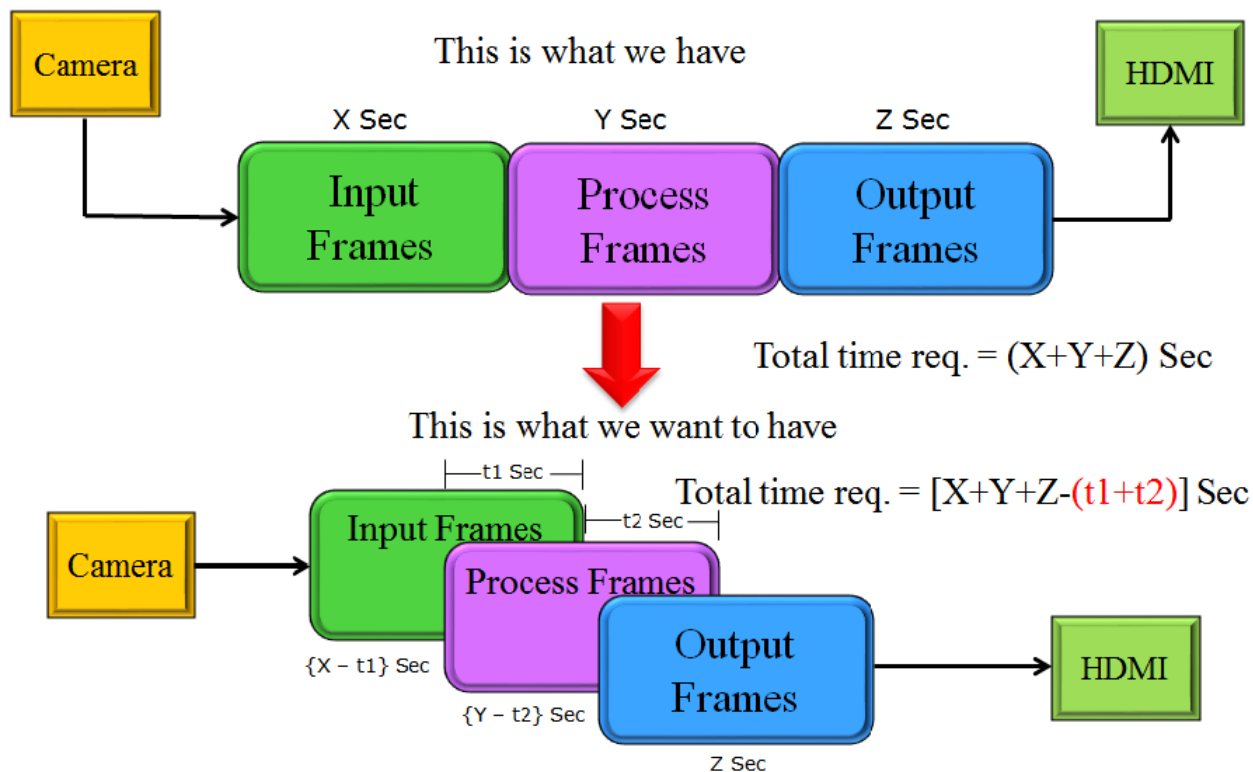 Camera
This is what we have
HDMI
X Sec
Y Sec
Z Sec
Input
Frames
Process
Frames
Output
Frames
Total time req. = (X+Y+Z) Sec
This is what we want to have
t1 Sec
Total time req. = [X+Y+Z-(t1+t2)] Sec
t2 Sec
Camera
Input Frames
Process Frames
Output
Frames
HDMI
{X – t1} Sec
{Y – t2} Sec
Z Sec